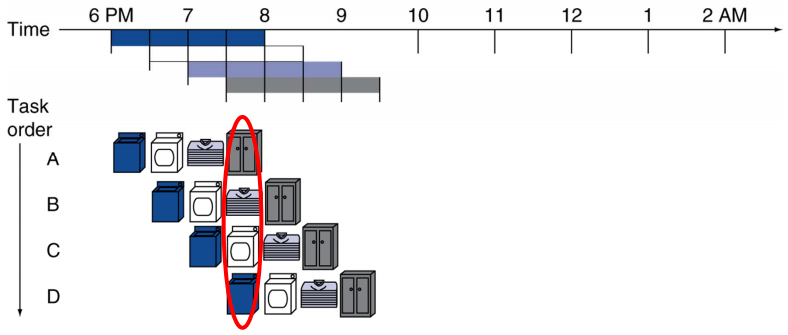 6 PM 7 8 9 10 11 12 1 2 AM
Time
Task
order
A
B
C
D